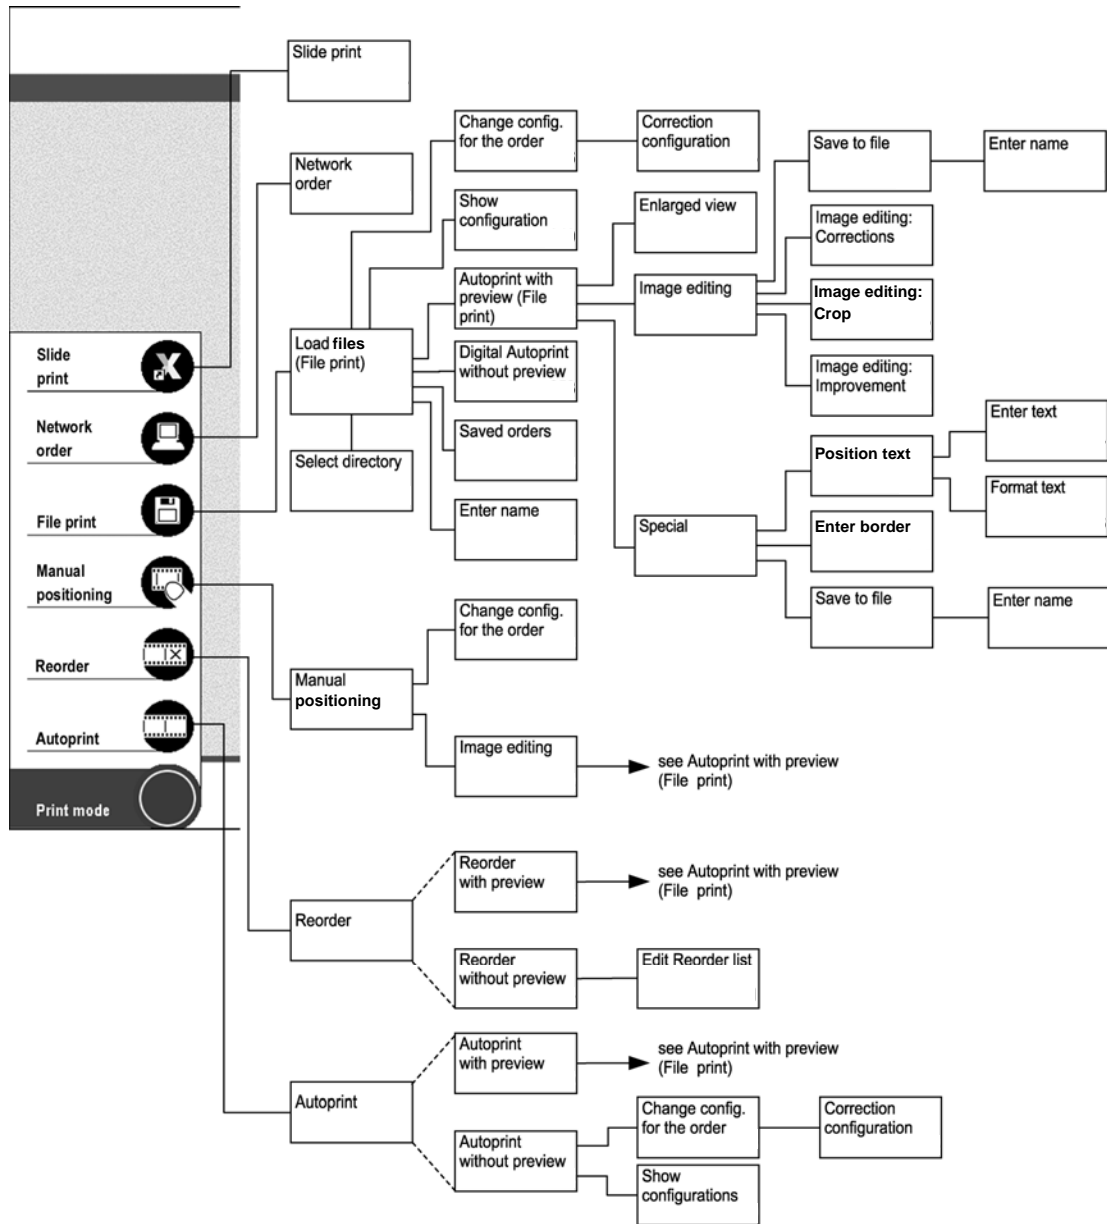 Slide print
Network
order
Change config.
for the order
Correction
configuration
Save to file
Enter name
Show
configuration
Enlarged view
Image editing:
Corrections
Autoprint with
preview (File
print)
Image editing
Image editing:
Crop
Load files
(File print)
Digital Autoprint
without preview
Image editing:
Improvement
Saved orders
Select directory
Enter name
Position text
Enter text
Format text
Special
Enter border
Save to file
Enter name
Slide
print
Network
order
File print
Manual
positioning
Reorder
Autoprint
Print mode
Manual
positioning
Change config.
for the order
Image editing
see Autoprint with preview
(File print)
Reorder
Reorder
with preview
see Autoprint with preview
(File print)
Reorder
without preview
Edit Reorder list
Autoprint
Autoprint
with preview
see Autoprint with preview
(File print)
Autoprint
without preview
Change config.
for the order
Correction
configuration
Show
configurations